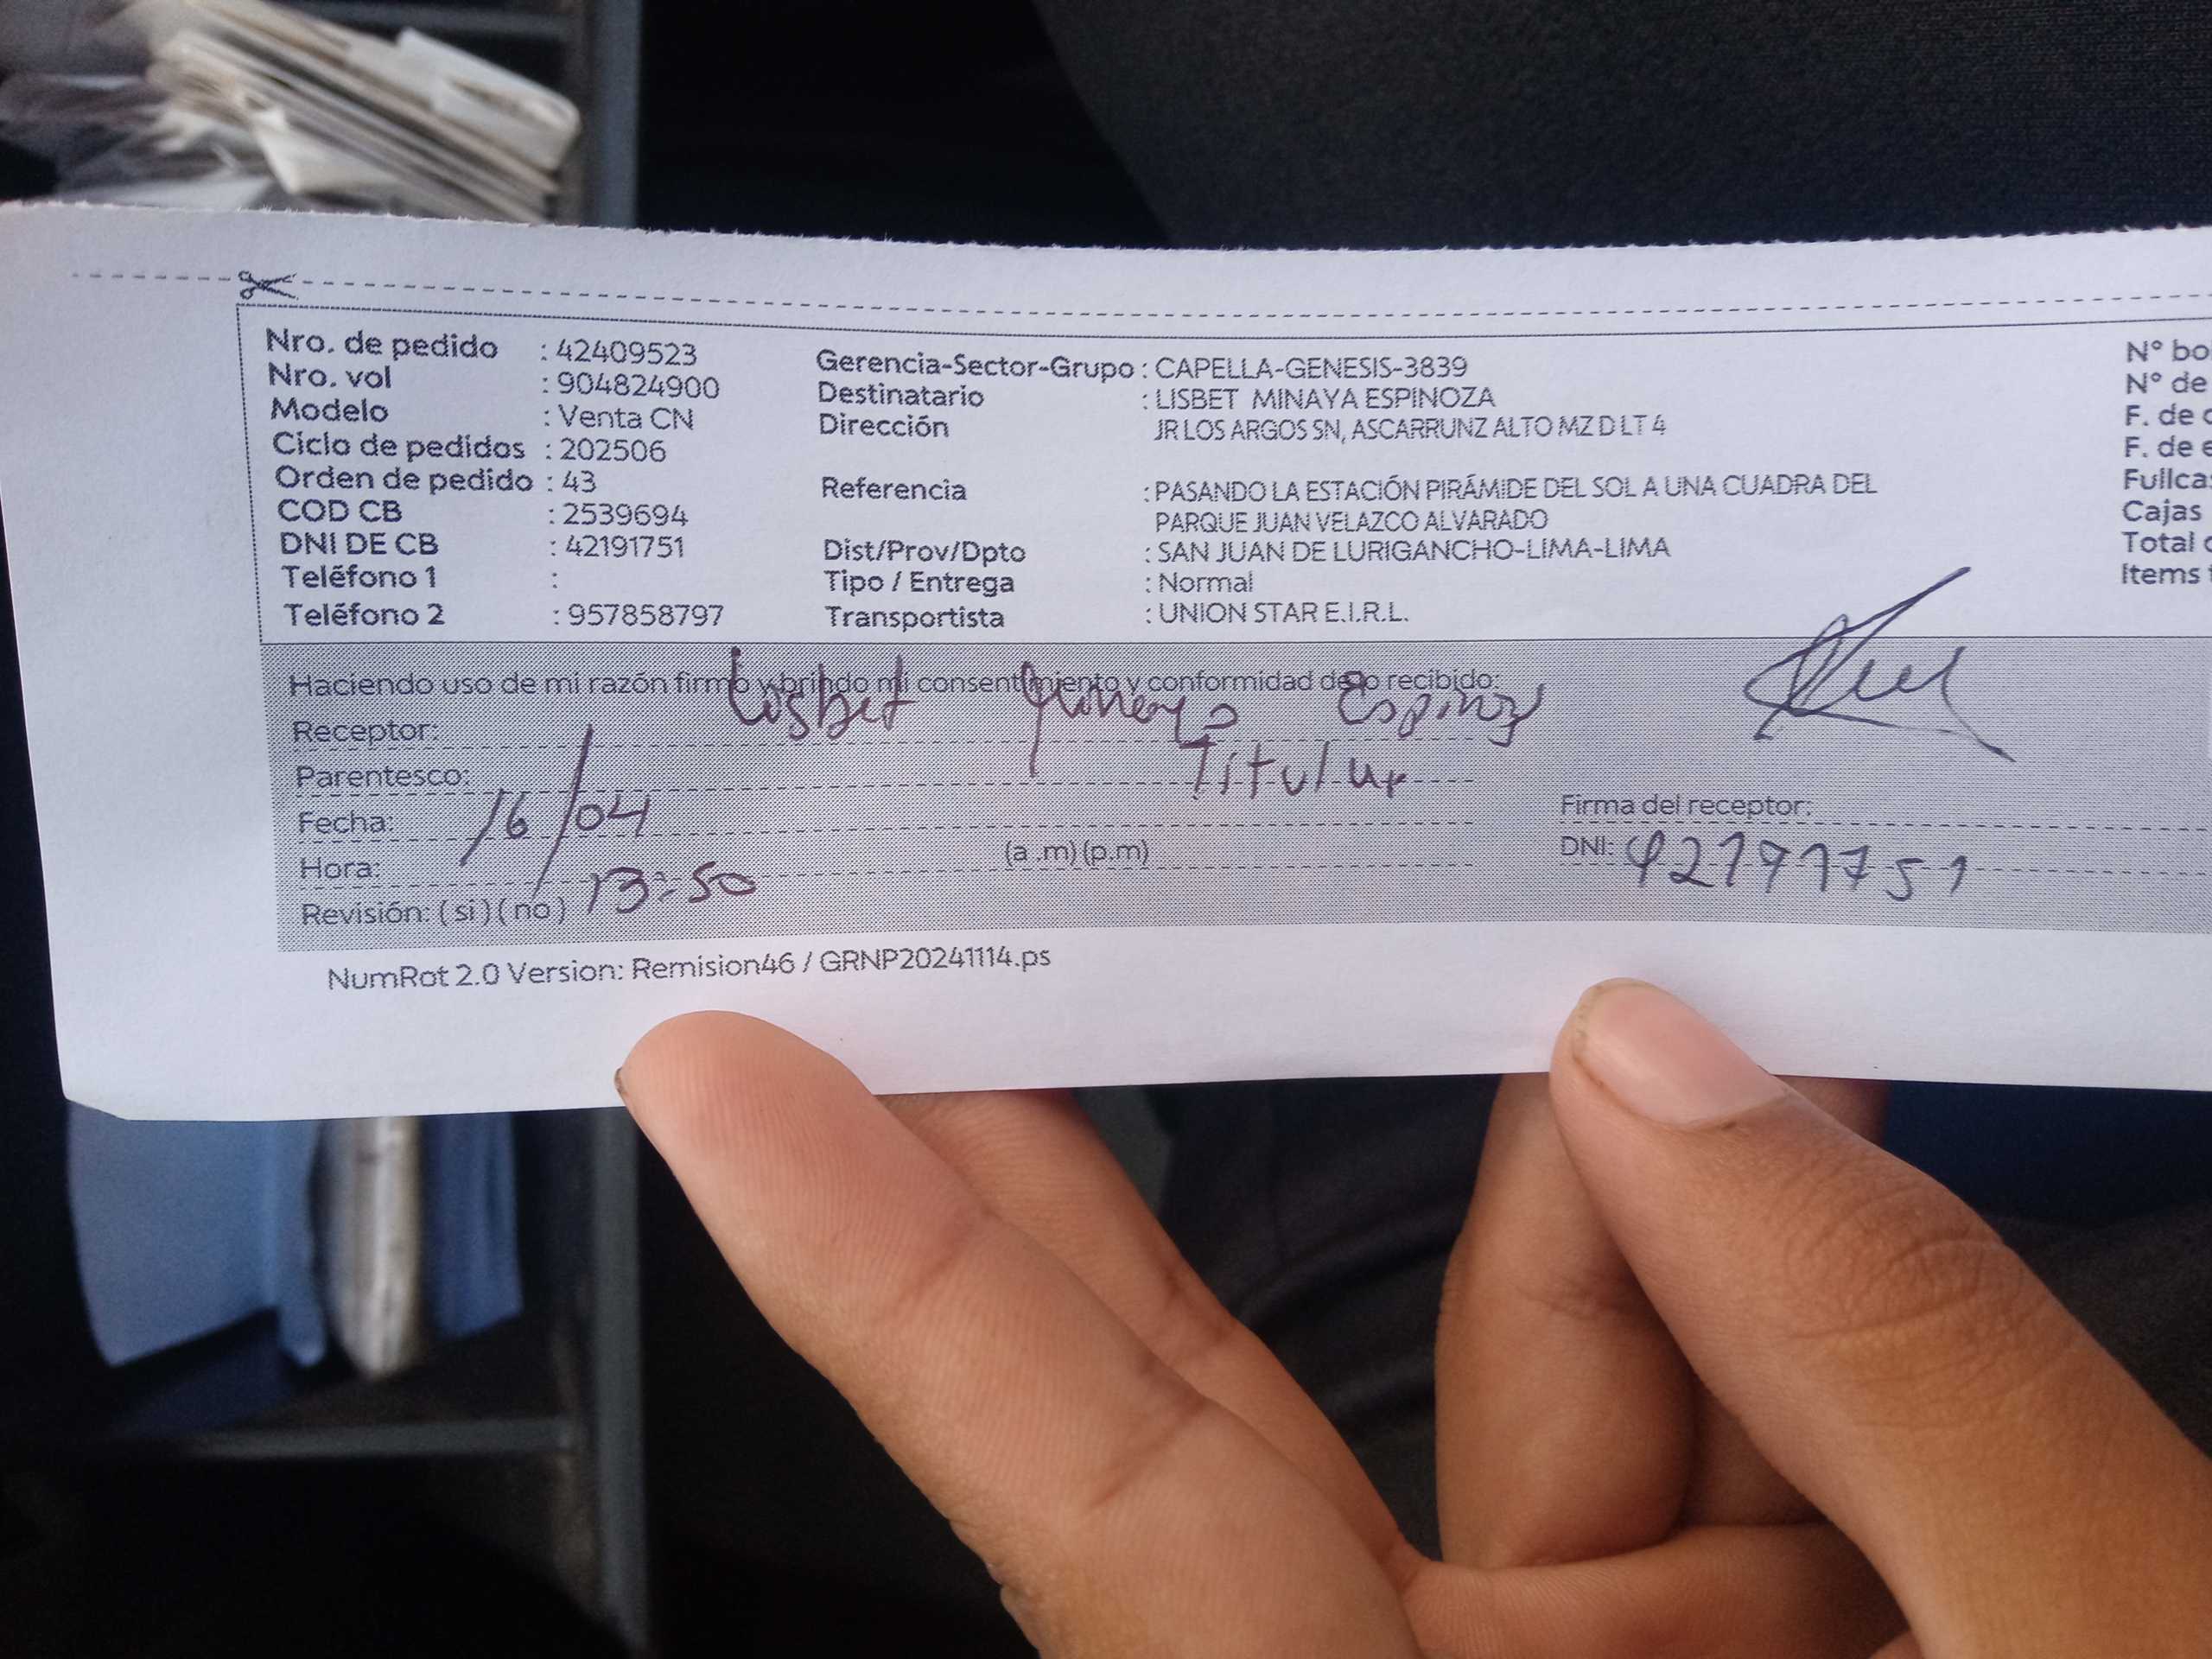 Nro. de pedido : 42409523
Nro. vol : 904824900
Modelo : Venta CN
Ciclo de pedidos : 202506
Orden de pedido : 43
COD CB : 2539694
DNI DE CB : 42191751
Teléfono 1 :
Teléfono 2 : 957858797
Gerencia-Sector-Grupo : CAPELLA-GENESIS-3839
Destinatario : LISBET MINAYA ESPINOZA
Dirección JR LOS ARGOS SN, ASCARRUNZ ALTO MZ D LT 4
Referencia : PASANDO LA ESTACIÓN PIRÁMIDE DEL SOL A UNA CUADRA DEL
PARQUE JUAN VELAZCO ALVARADO
Dist/Prov/Dpto : SAN JUAN DE LURIGANCHO-LIMA-LIMA
Tipo / Entrega : Normal
Transportista : UNION STAR E.I.R.L.
N° bo
N° de
F. de
F. de e
Fullca
Cajas
Total
Items
Haciendo uso de mi razón firmo y brindo mi consentimiento y conformidad de lo recibido:
Receptor: Lisbet Minaya Espinoz
Parentesco: Titular
Fecha: 16/04
Hora: 13:50 (a .m) (p.m)
Revisión: ( si ) ( no )
Firma del receptor:
DNI: 42191751
NumRot 2.0 Version: Remision46 / GRNP20241114.ps